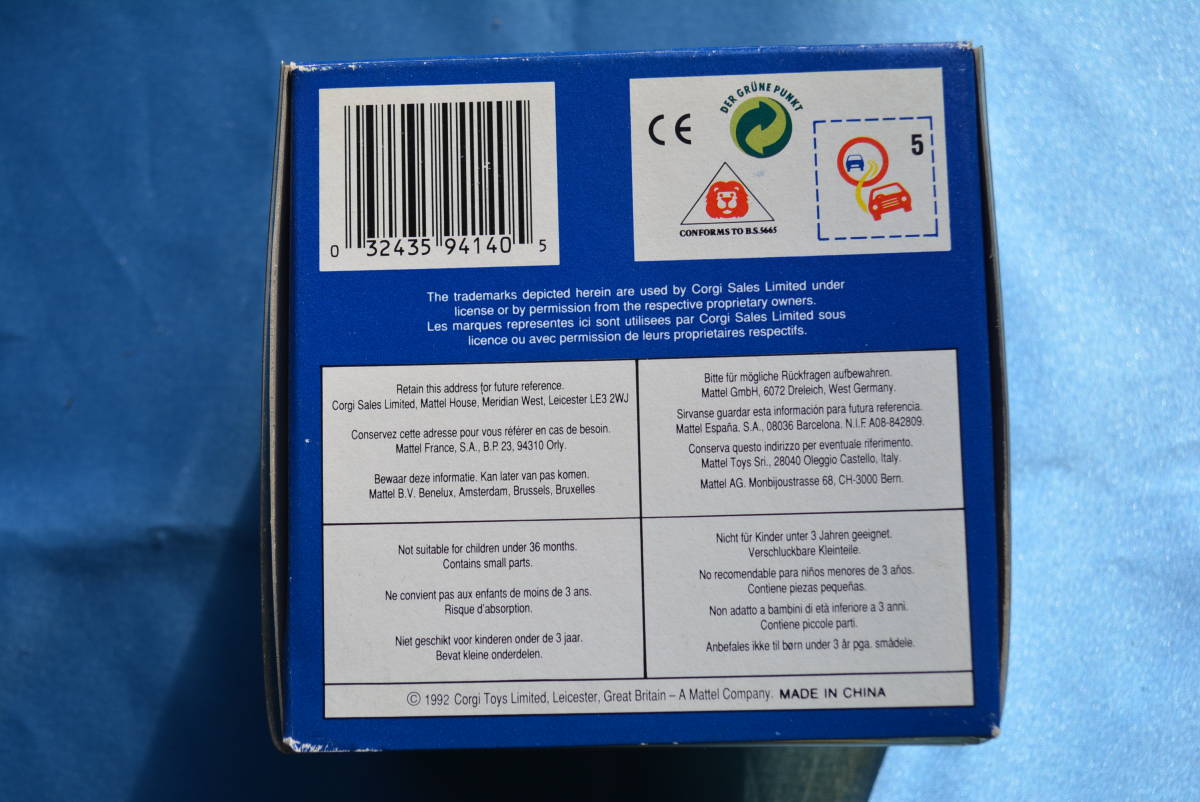 0 32435 94140 5
CE
DER GRÜNE PUNKT
5
CONFORMS TO B.S.5665
The trademarks depicted herein are used by Corgi Sales Limited under
license or by permission from the respective proprietary owners.
Les marques representes ici sont utilisees par Corgi Sales Limited sous
licence ou avec permission de leurs proprietaires respectifs.
Retain this address for future reference.
Corgi Sales Limited, Mattel House, Meridian West, Leicester LE3 2WJ
Conservez cette adresse pour vous référer en cas de besoin.
Mattel France, S.A., B.P. 23, 94310 Orly.
Bewaar deze informatie. Kan later van pas komen.
Mattel B.V. Benelux, Amsterdam, Brussels, Bruxelles
Bitte für mögliche Rückfragen aufbewahren.
Mattel GmbH, 6072 Dreleich, West Germany.
Sirvanse guardar esta información para futura referencia.
Mattel España. S.A., 08036 Barcelona. N.I.F. A08-842809.
Conserva questo indirizzo per eventuale riferimento.
Mattel Toys Sri., 28040 Oleggio Castello, Italy.
Mattel AG. Monbijoustrasse 68, CH-3000 Bern.
Not suitable for children under 36 months.
Contains small parts.
Ne convient pas aux enfants de moins de 3 ans.
Risque d'absorption.
Niet geschikt voor kinderen onder de 3 jaar.
Bevat kleine onderdelen.
Nicht für Kinder unter 3 Jahren geeignet.
Verschluckbare Kleinteile.
No recomendable para niños menores de 3 años.
Contiene piezas pequeñas.
Non adatto a bambini di età inferiore a 3 anni.
Contiene piccole parti.
Anbefales ikke til børn under 3 år pga. smådele.
© 1992 Corgi Toys Limited, Leicester, Great Britain – A Mattel Company. MADE IN CHINA